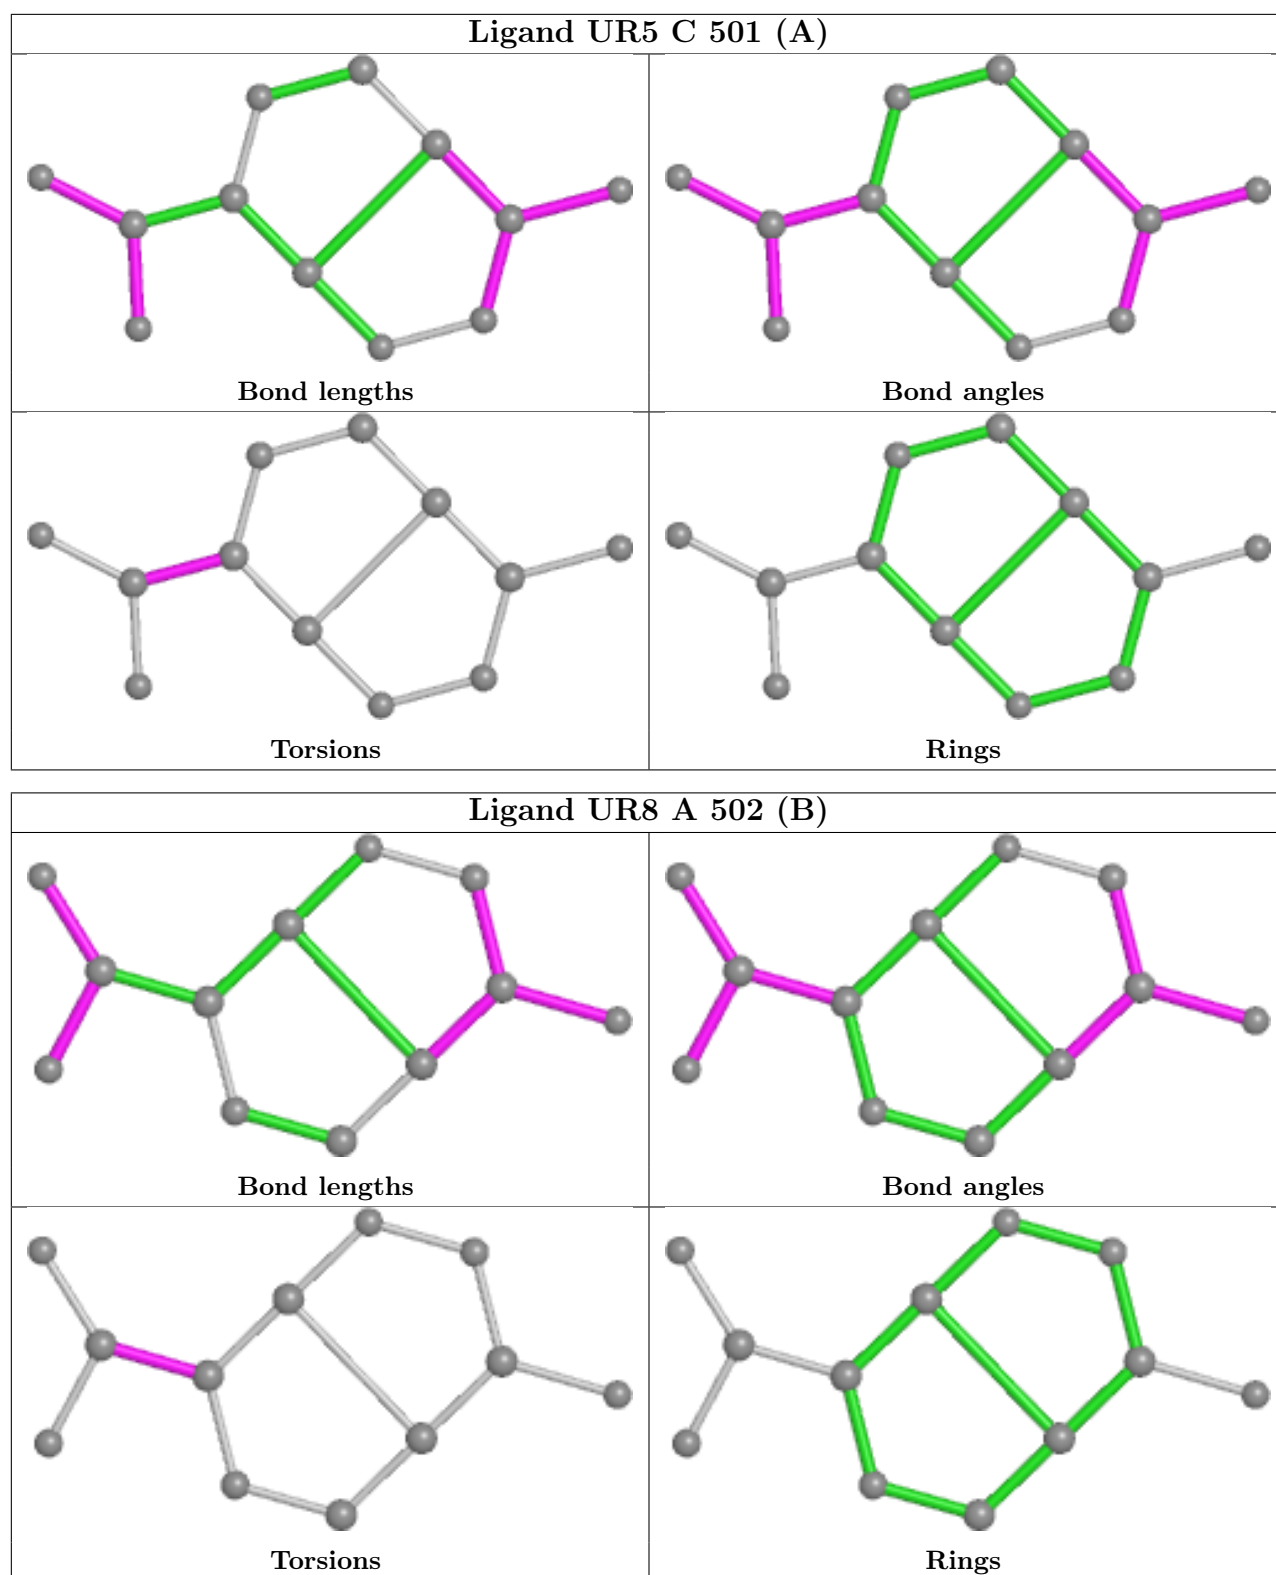 Ligand UR5 C 501 (A)
Bond lengths
Bond angles
Torsions
Rings
Ligand UR8 A 502 (B)
Bond lengths
Bond angles
Torsions
Rings